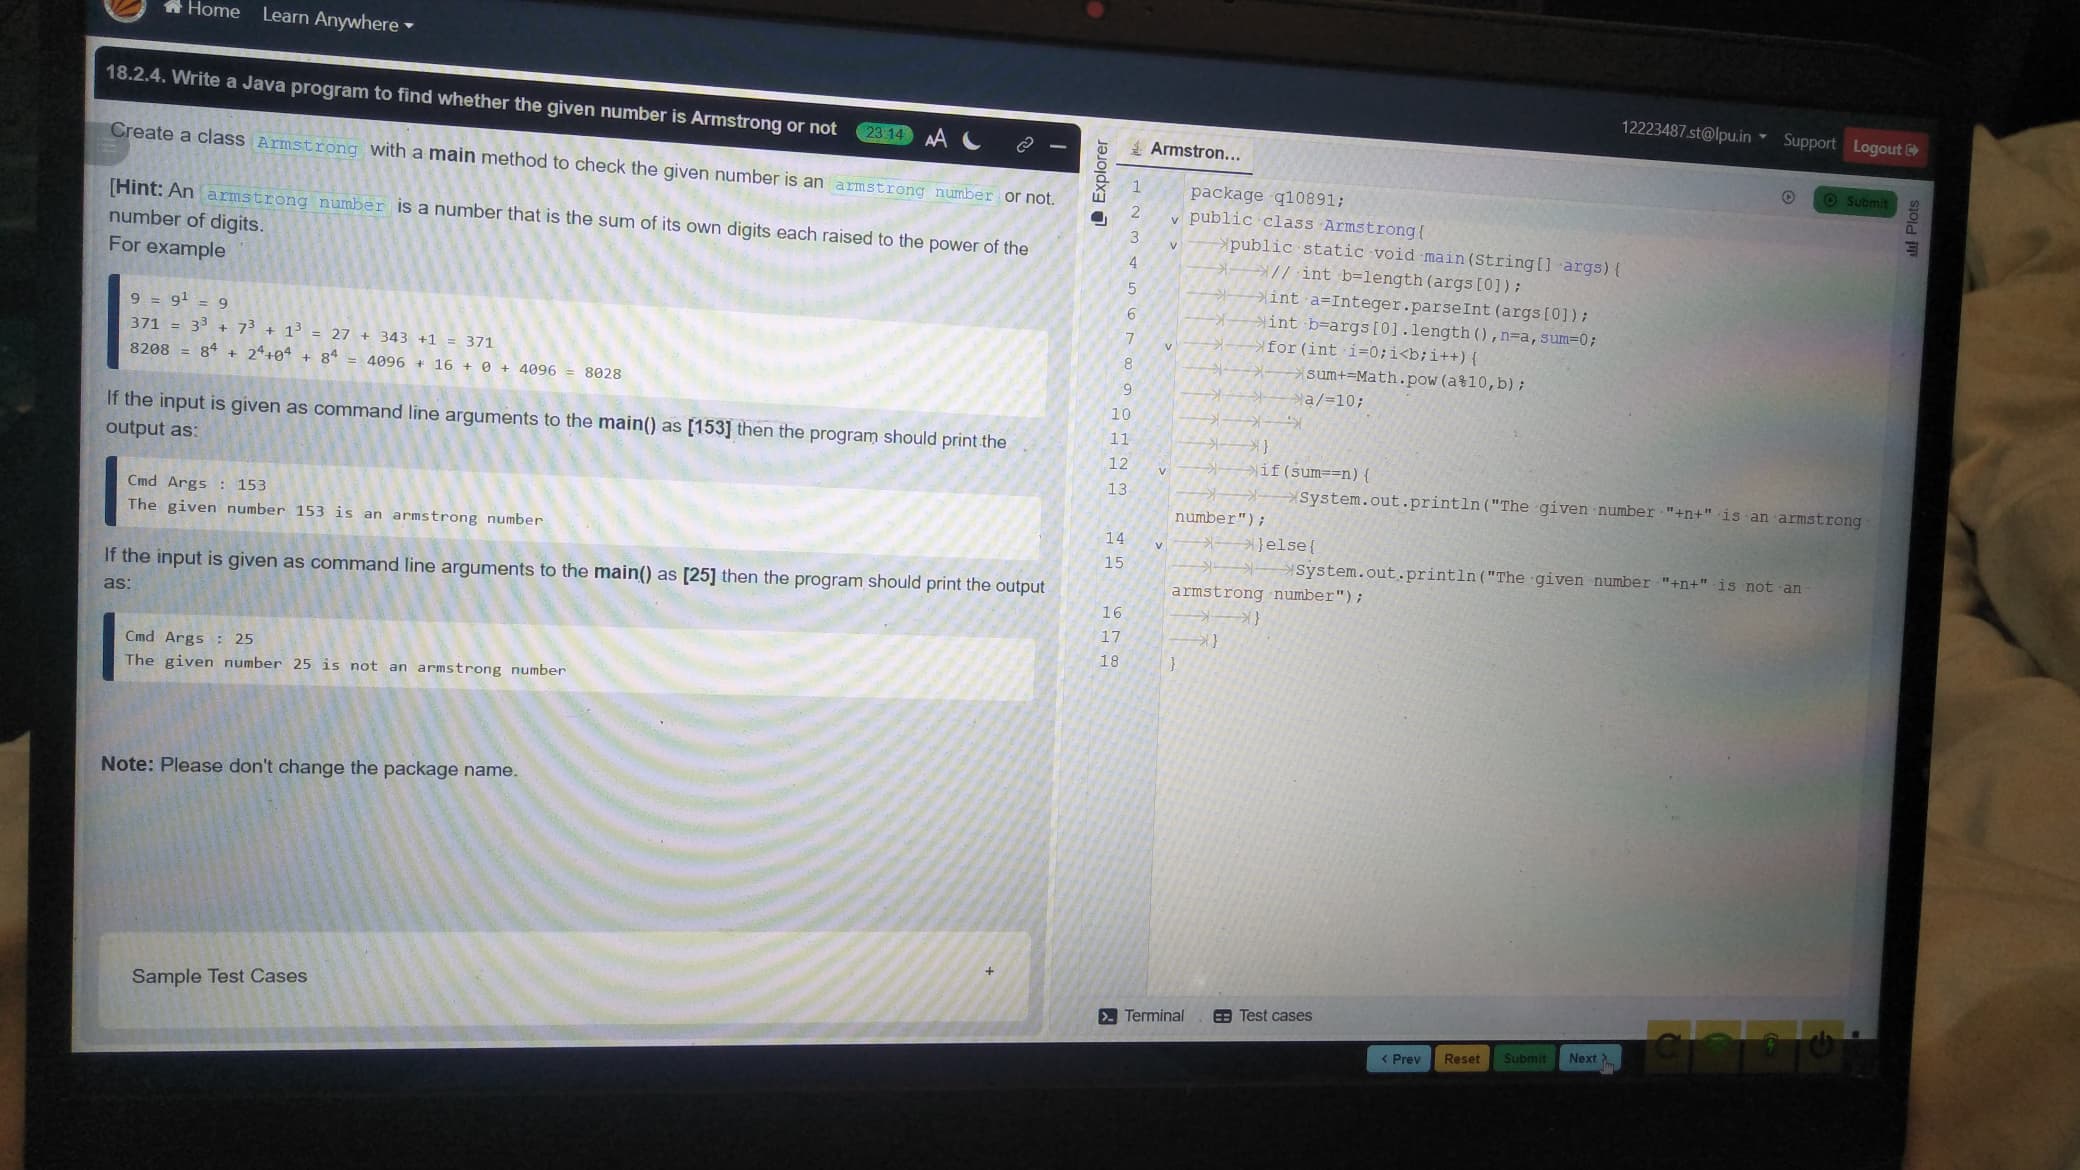 Home Learn Anywhere
18.2.4. Write a Java program to find whether the given number is Armstrong or not 23:14 AA
Create a class Armstrong with a main method to check the given number is an armstrong number or not.
[Hint: An armstrong number is a number that is the sum of its own digits each raised to the power of the
number of digits.
For example
9 = 9¹ = 9
371 = 3³ + 7³ + 1³ = 27 + 343 +1 = 371
8208 = 8⁴ + 2⁴+0⁴ + 8⁴ = 4096 + 16 + 0 + 4096 = 8028
If the input is given as command line arguments to the main() as [153] then the program should print the
output as:
Cmd Args : 153
The given number 153 is an armstrong number
If the input is given as command line arguments to the main() as [25] then the program should print the output
as:
Cmd Args : 25
The given number 25 is not an armstrong number
Note: Please don't change the package name.
Sample Test Cases +
12223487.st@lpu.in Support Logout
Explorer
Armstron...
Submit
Plots
1 package q10891;
2 public class Armstrong{
3 public static void main(String[] args){
4 // int b=length(args[0]);
5 int a=Integer.parseInt(args[0]);
6 int b=args[0].length(),n=a,sum=0;
7 for(int i=0;i<b;i++){
8 sum+=Math.pow(a%10,b);
9 a/=10;
10
11 }
12 if(sum==n){
13 System.out.println("The given number "+n+" is an armstrong
number");
14 }else{
15 System.out.println("The given number "+n+" is not an
armstrong number");
16 }
17 }
18 }
Terminal Test cases
< Prev Reset Submit Next >